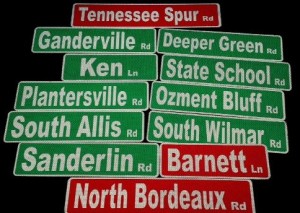 Tennessee Spur Rd
Ganderville Rd
Deeper Green Rd
Ken Ln
State School Rd
Plantersville Rd
Ozment Bluff Rd
South Allis Rd
South Wilmar Rd
Sanderlin Rd
Barnett Ln
North Bordeaux Rd